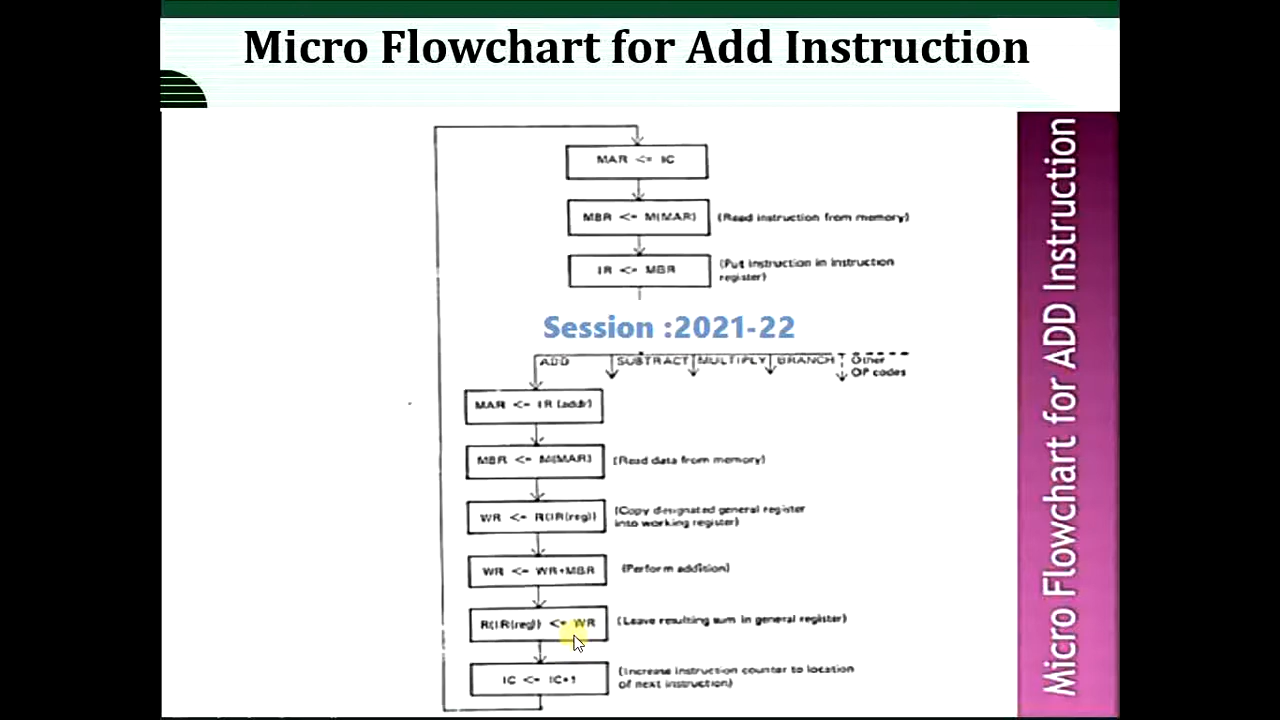 Micro Flowchart for Add Instruction
MAR <= IC
MBR <= M(MAR) (Read instruction from memory)
IR <= MBR (Put instruction in instruction
register)
Session :2021-22
ADD SUBTRACT MULTIPLY BRANCH Other
OP codes
MAR <= IR (addr)
MBR <= M(MAR) (Read data from memory)
WR <= R(IR(reg)) (Copy designated general register
into working register)
WR <= WR+MBR (Perform addition)
R(IR(reg)) <= WR (Leave resulting sum in general register)
IC <= IC+1 (Increase instruction counter to location
of next instruction)
Micro Flowchart for ADD Instruction